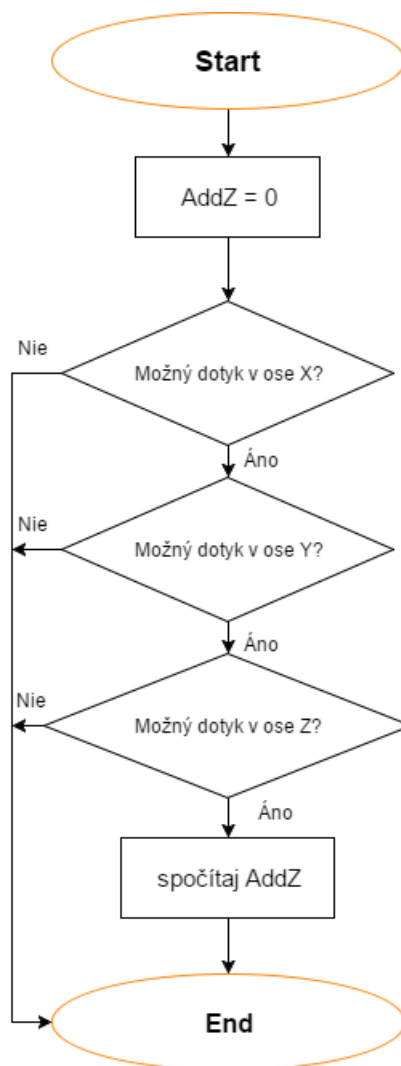 Start
AddZ = 0
Nie
Možný dotyk v ose X?
Áno
Nie
Možný dotyk v ose Y?
Áno
Nie
Možný dotyk v ose Z?
Áno
spočítaj AddZ
End